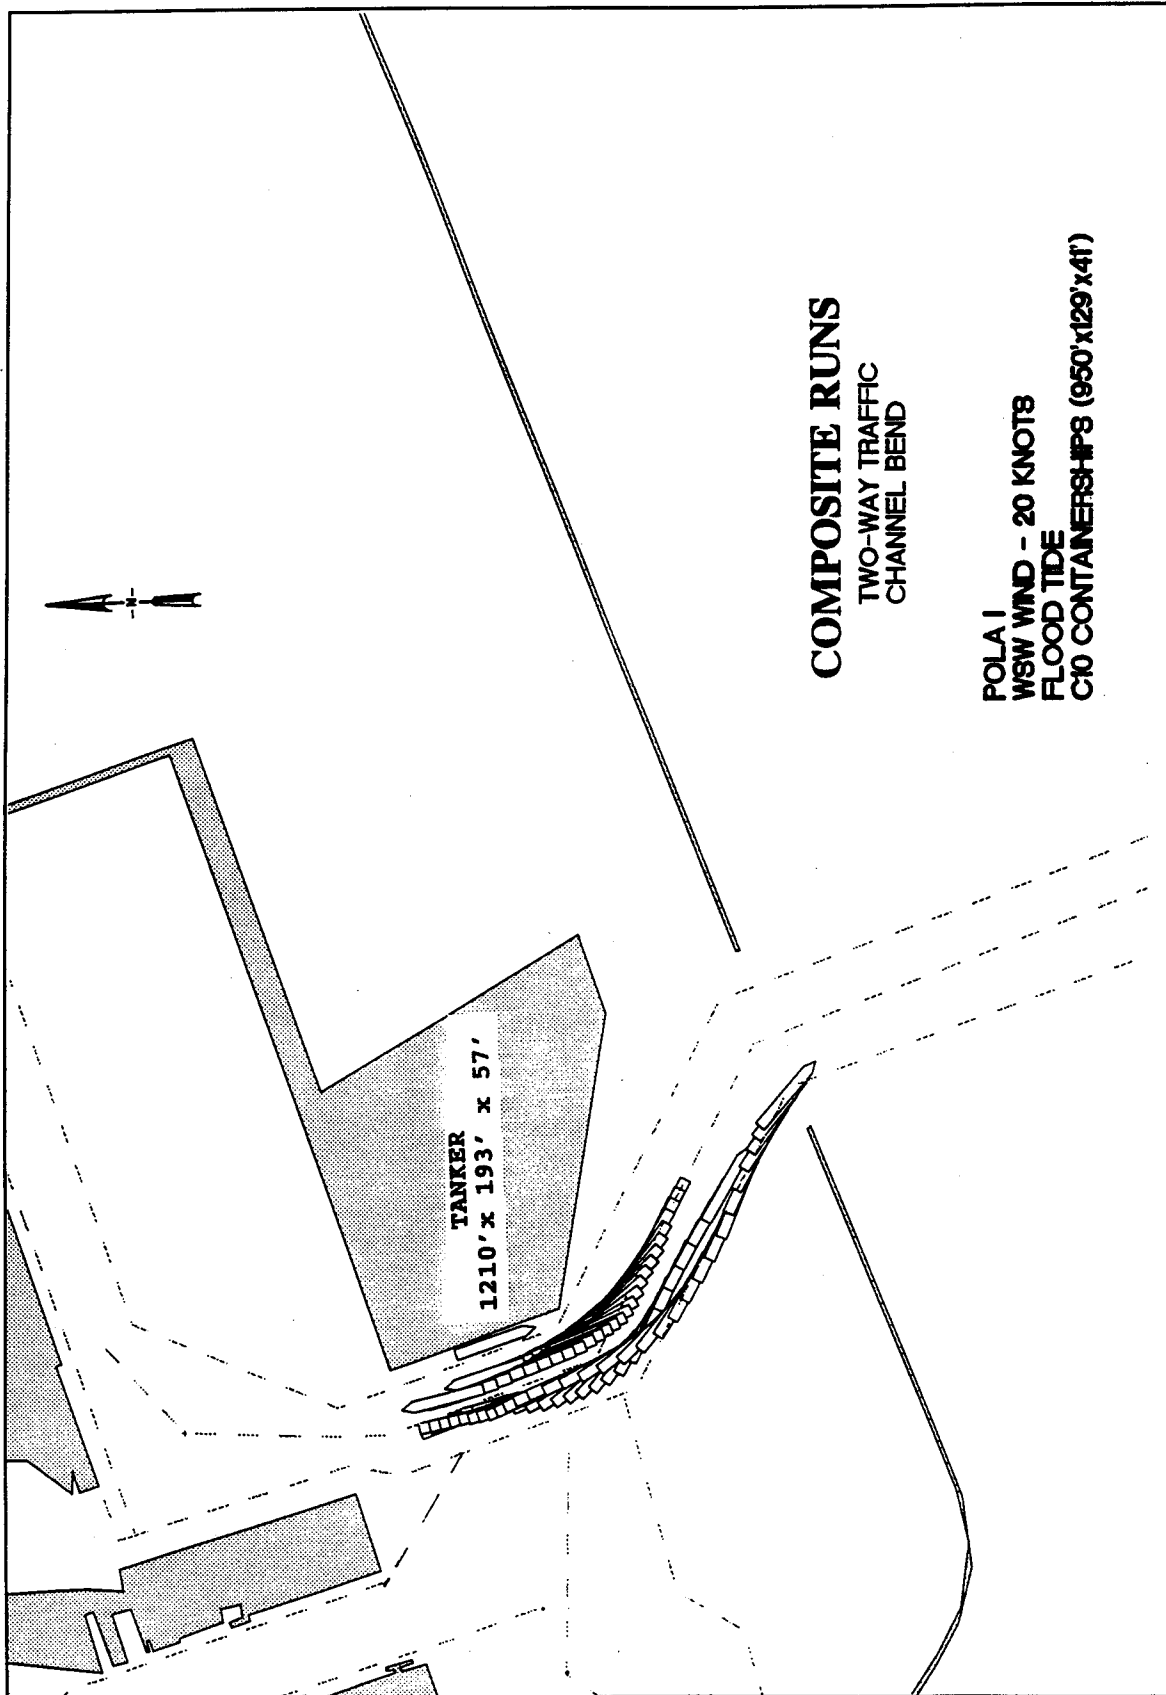 N
TANKER
1210' x 193' x 57'
COMPOSITE RUNS
TWO-WAY TRAFFIC
CHANNEL BEND
POLA I
WSW WIND - 20 KNOTS
FLOOD TIDE
C10 CONTAINERSHIPS (950'x129'x41')